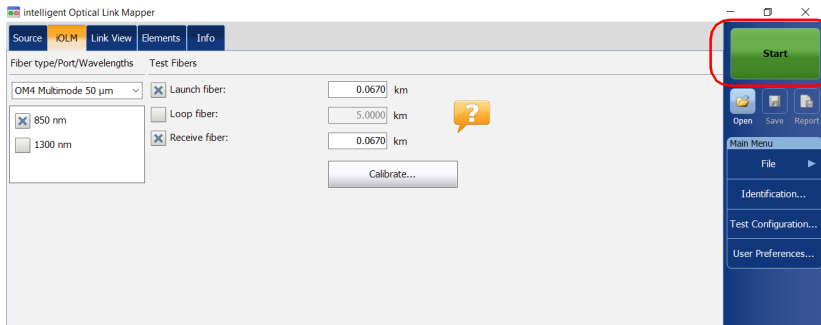 intelligent Optical Link Mapper
Source iOLM Link View Elements Info
Start
Fiber type/Port/Wavelengths Test Fibers
OM4 Multimode 50 µm
Launch fiber: 0.0670 km
850 nm
Loop fiber: 5.0000 km
1300 nm
Receive fiber: 0.0670 km
?
Calibrate...
Open Save Report
Main Menu
File
Identification...
Test Configuration...
User Preferences...